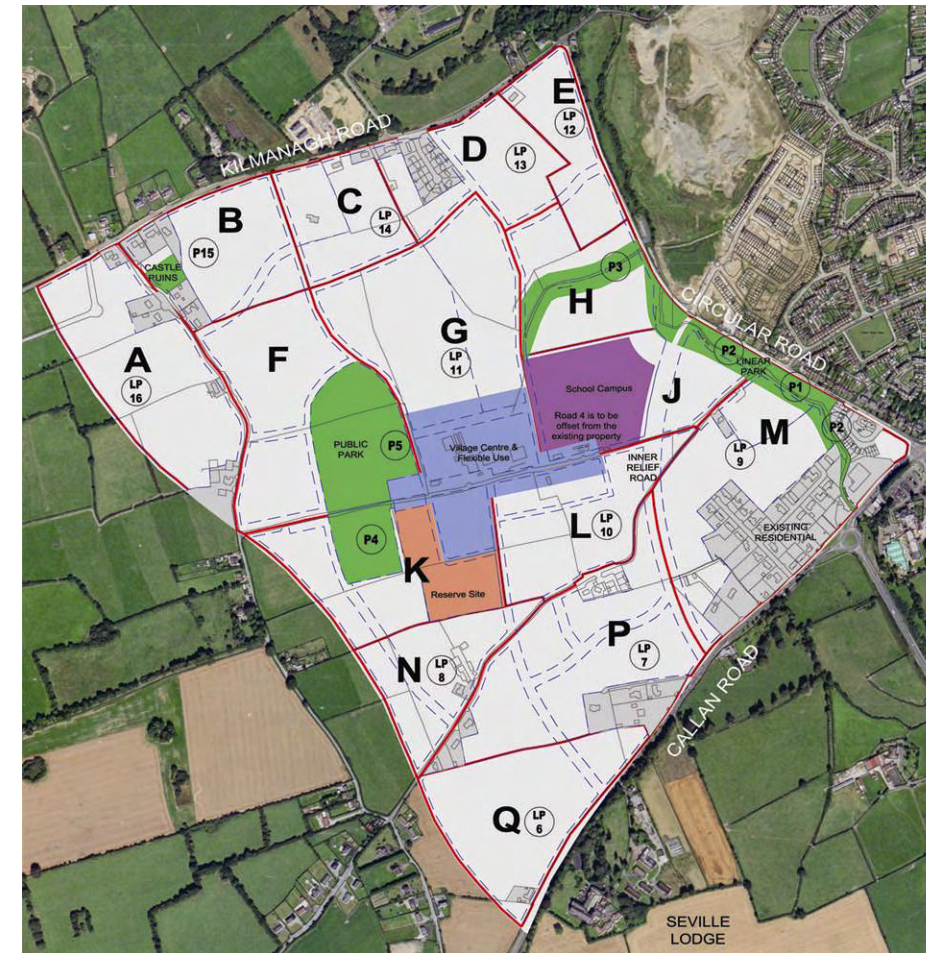 KILMANAGH ROAD
E
LP
12
D
LP
13
C
LP
14
B
P15
CASTLE
RUINS
P3
H
CIRCULAR ROAD
P2
LINEAR
PARK
P1
P2
A
LP
16
F
G
LP
11
School Campus
Road 4 is to be
offset from the
existing property
J
M
LP
9
PUBLIC
PARK
P5
Village Centre &
Flexible Use
INNER
RELIEF
ROAD
P4
L
LP
10
EXISTING
RESIDENTIAL
K
Reserve Site
N
LP
8
P
LP
7
CALLAN ROAD
Q
LP
6
SEVILLE
LODGE